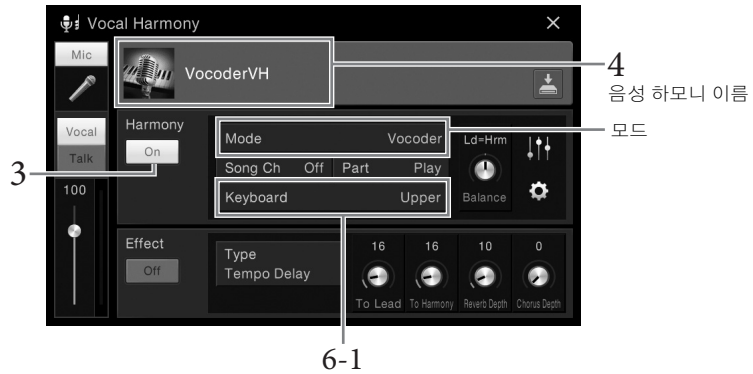 Vocal Harmony
Mic
VocoderVH
4
음성 하모니 이름
Vocal
Talk
Harmony
On
Mode Vocoder
모드
Ld=Hrm
Song Ch Off Part Play
3
100
Keyboard Upper
Balance
Effect
Off
Type
Tempo Delay
16 16 10 0
To Lead To Harmony Reverb Depth Chorus Depth
6-1